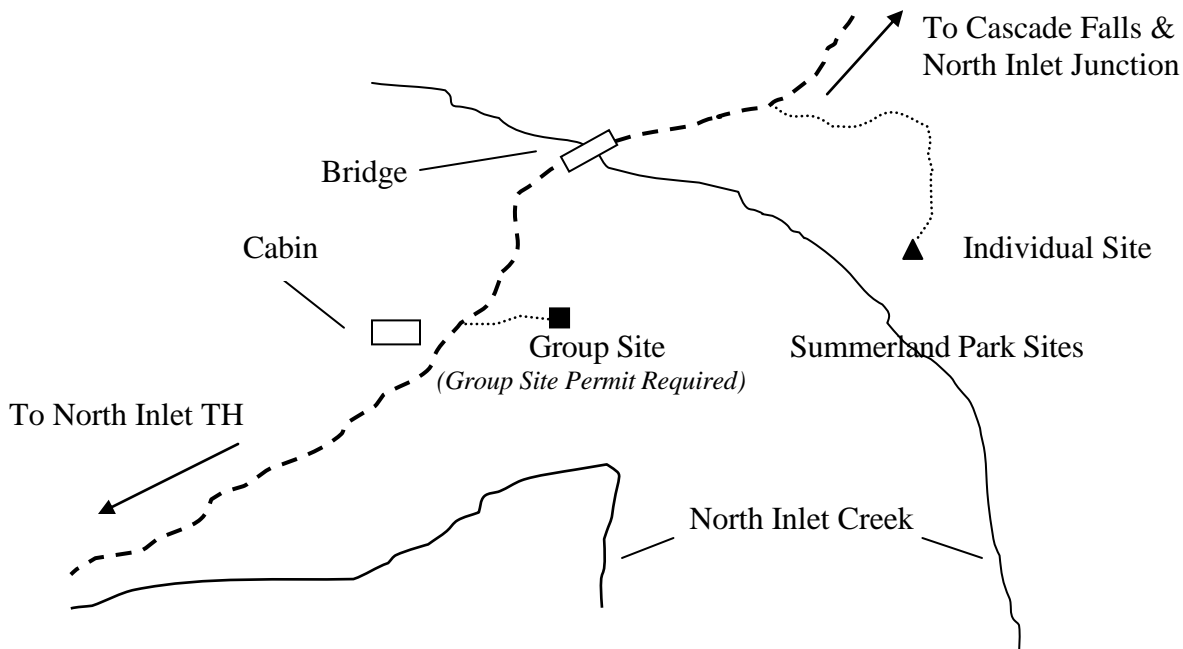 To Cascade Falls &
North Inlet Junction
Bridge
Cabin
Individual Site
Group Site
(Group Site Permit Required)
Summerland Park Sites
To North Inlet TH
North Inlet Creek